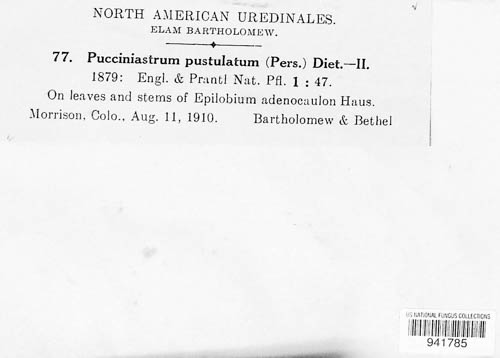 NORTH AMERICAN UREDINALES.
ELAM BARTHOLOMEW.
77. Pucciniastrum pustulatum (Pers.) Diet.—II.
1879: Engl. & Prantl Nat. Pfl. 1 : 47.
On leaves and stems of Epilobium adenocaulon Haus.
Morrison, Colo., Aug. 11, 1910. Bartholomew & Bethel
US NATIONAL FUNGUS COLLECTIONS
941785